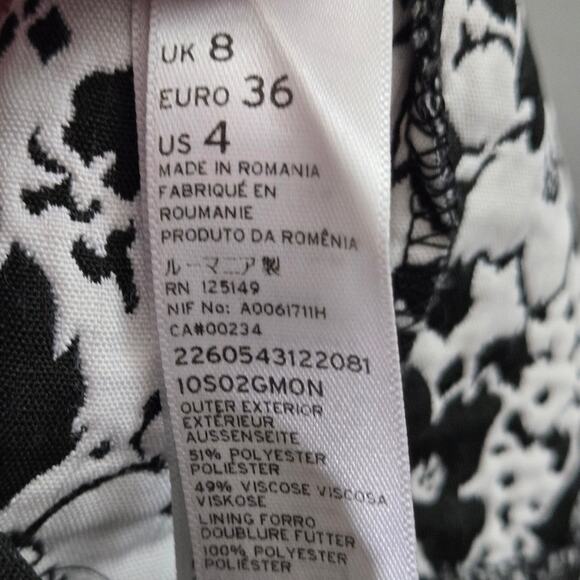 UK 8
EURO 36
US 4
MADE IN ROMANIA
FABRIQUÉ EN
ROUMANIE
PRODUTO DA ROMÊNIA
ルーマニア製
RN 125149
NIF No: A0061711H
CA#00234
2260543122081
10S02GMON
OUTER EXTERIOR
EXTÉRIEUR
AUSSENSEITE
51% POLYESTER
POLIÉSTER
49% VISCOSE VISCOSA
VISKOSE
LINING FORRO
DOUBLURE FUTTER
100% POLYESTER
POLIÉSTER